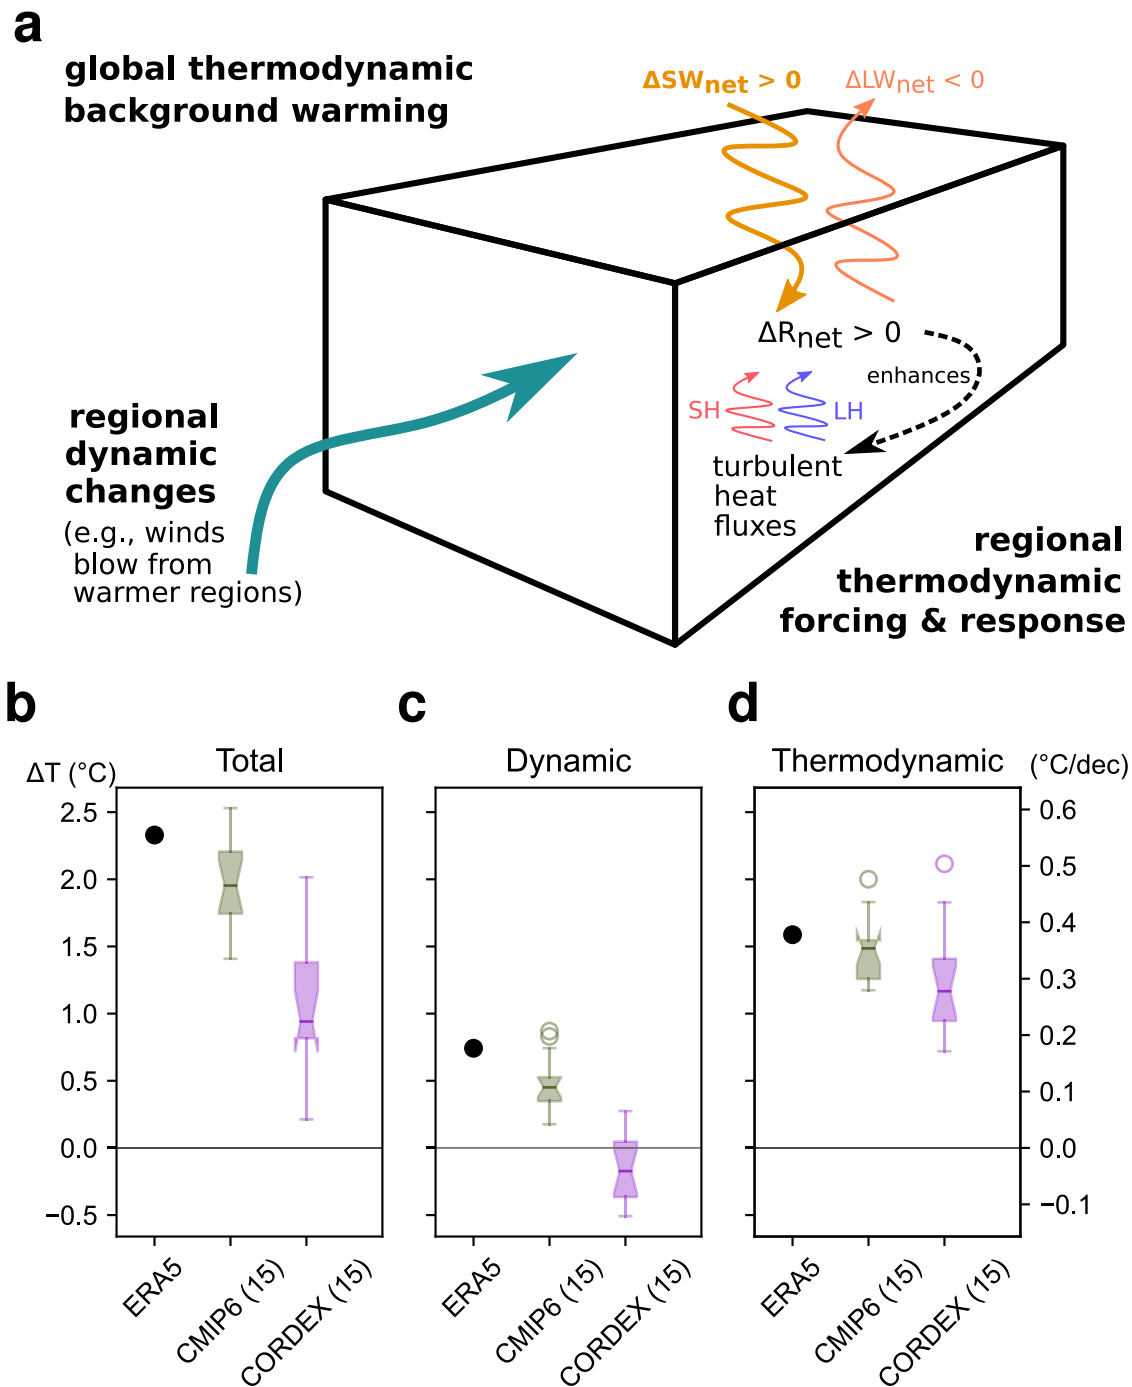 a
global thermodynamic
background warming
ΔSWnet > 0
ΔLWnet < 0
ΔRnet > 0
enhances
SH
LH
turbulent
heat
fluxes
regional
dynamic
changes
(e.g., winds
blow from
warmer regions)
regional
thermodynamic
forcing & response
b
c
d
ΔT (°C)
Total
Dynamic
Thermodynamic
(°C/dec)
2.5
2.0
1.5
1.0
0.5
0.0
−0.5
0.6
0.5
0.4
0.3
0.2
0.1
0.0
−0.1
ERA5
CMIP6 (15)
CORDEX (15)
ERA5
CMIP6 (15)
CORDEX (15)
ERA5
CMIP6 (15)
CORDEX (15)